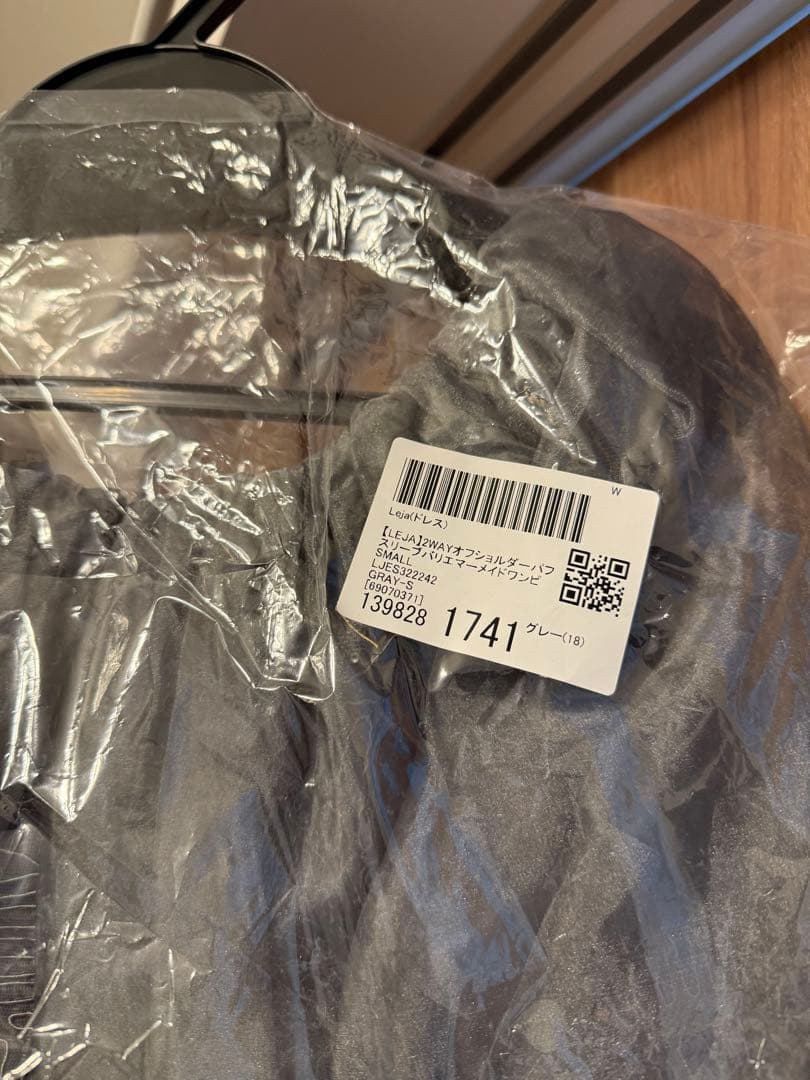 W
Leja(ドレス)
【LEJA】2WAYオフショルダーパフ
スリーブバリエマーメイドワンピ
SMALL
LJES322242
GRAY-S
[69070371]
139828 1741 グレー(18)